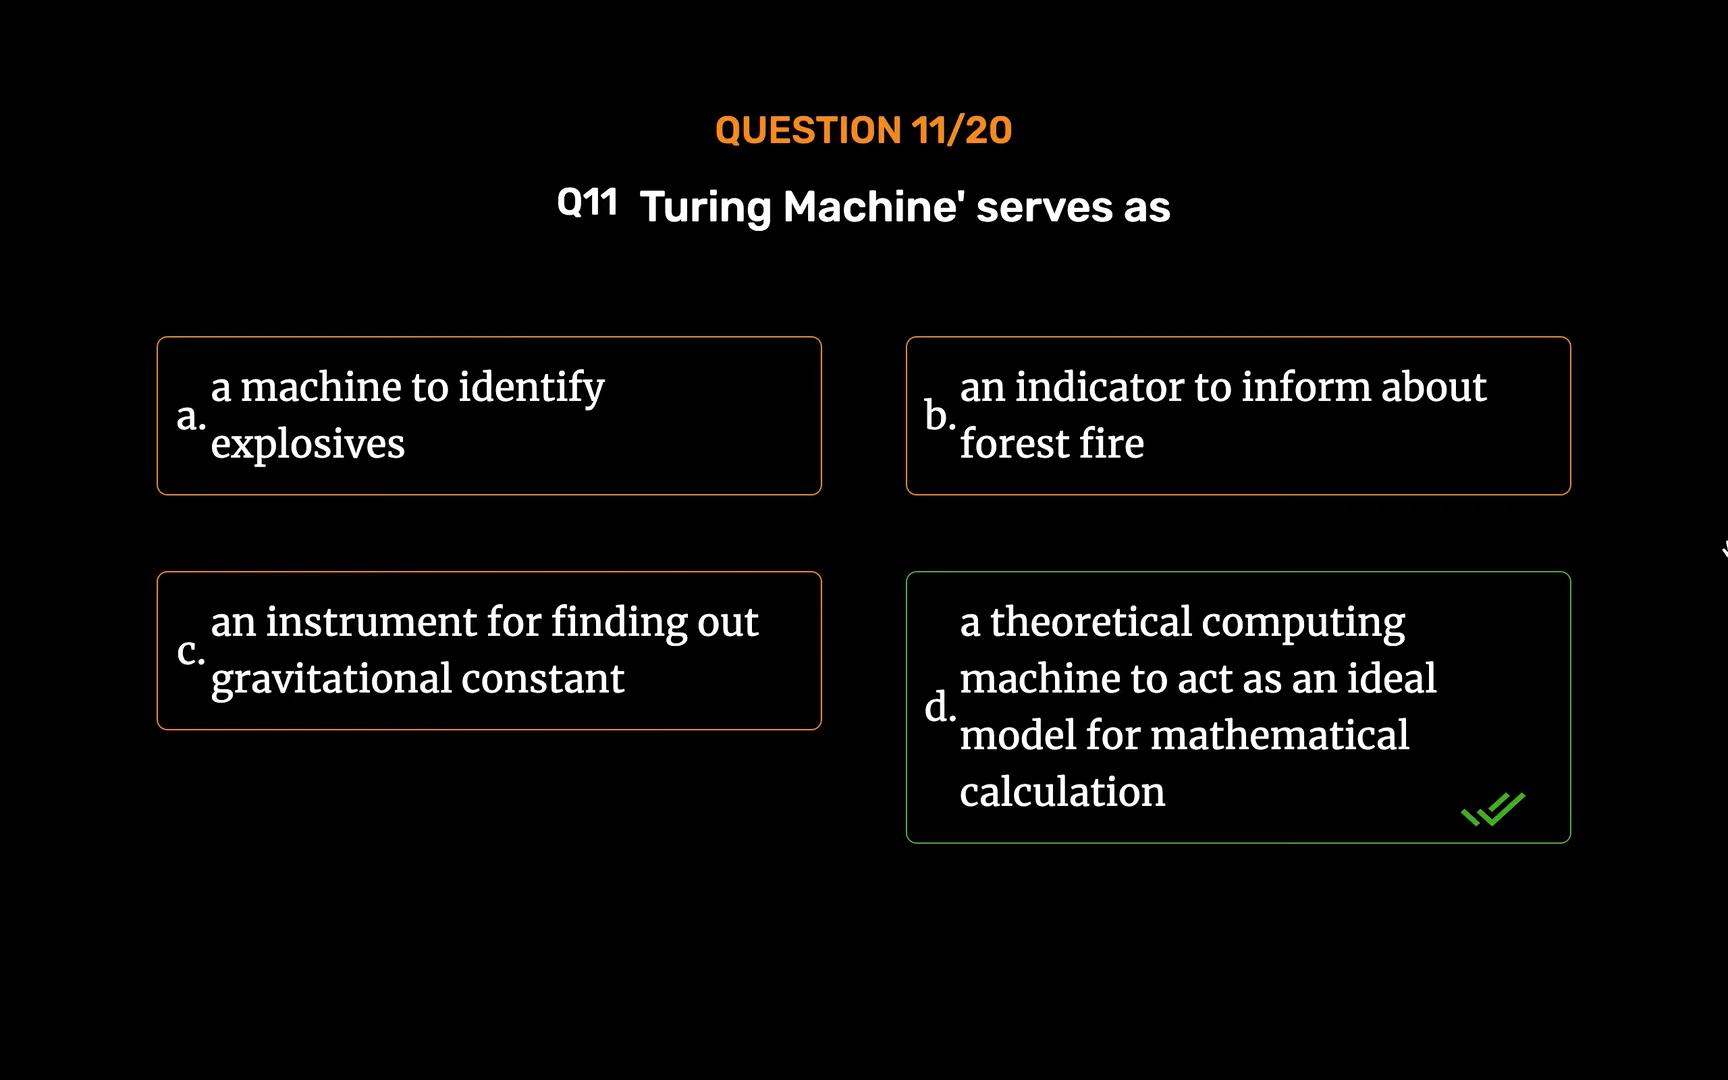 QUESTION 11/20
Q11 Turing Machine' serves as
a. a machine to identify
explosives
b. an indicator to inform about
forest fire
c. an instrument for finding out
gravitational constant
d. a theoretical computing
machine to act as an ideal
model for mathematical
calculation